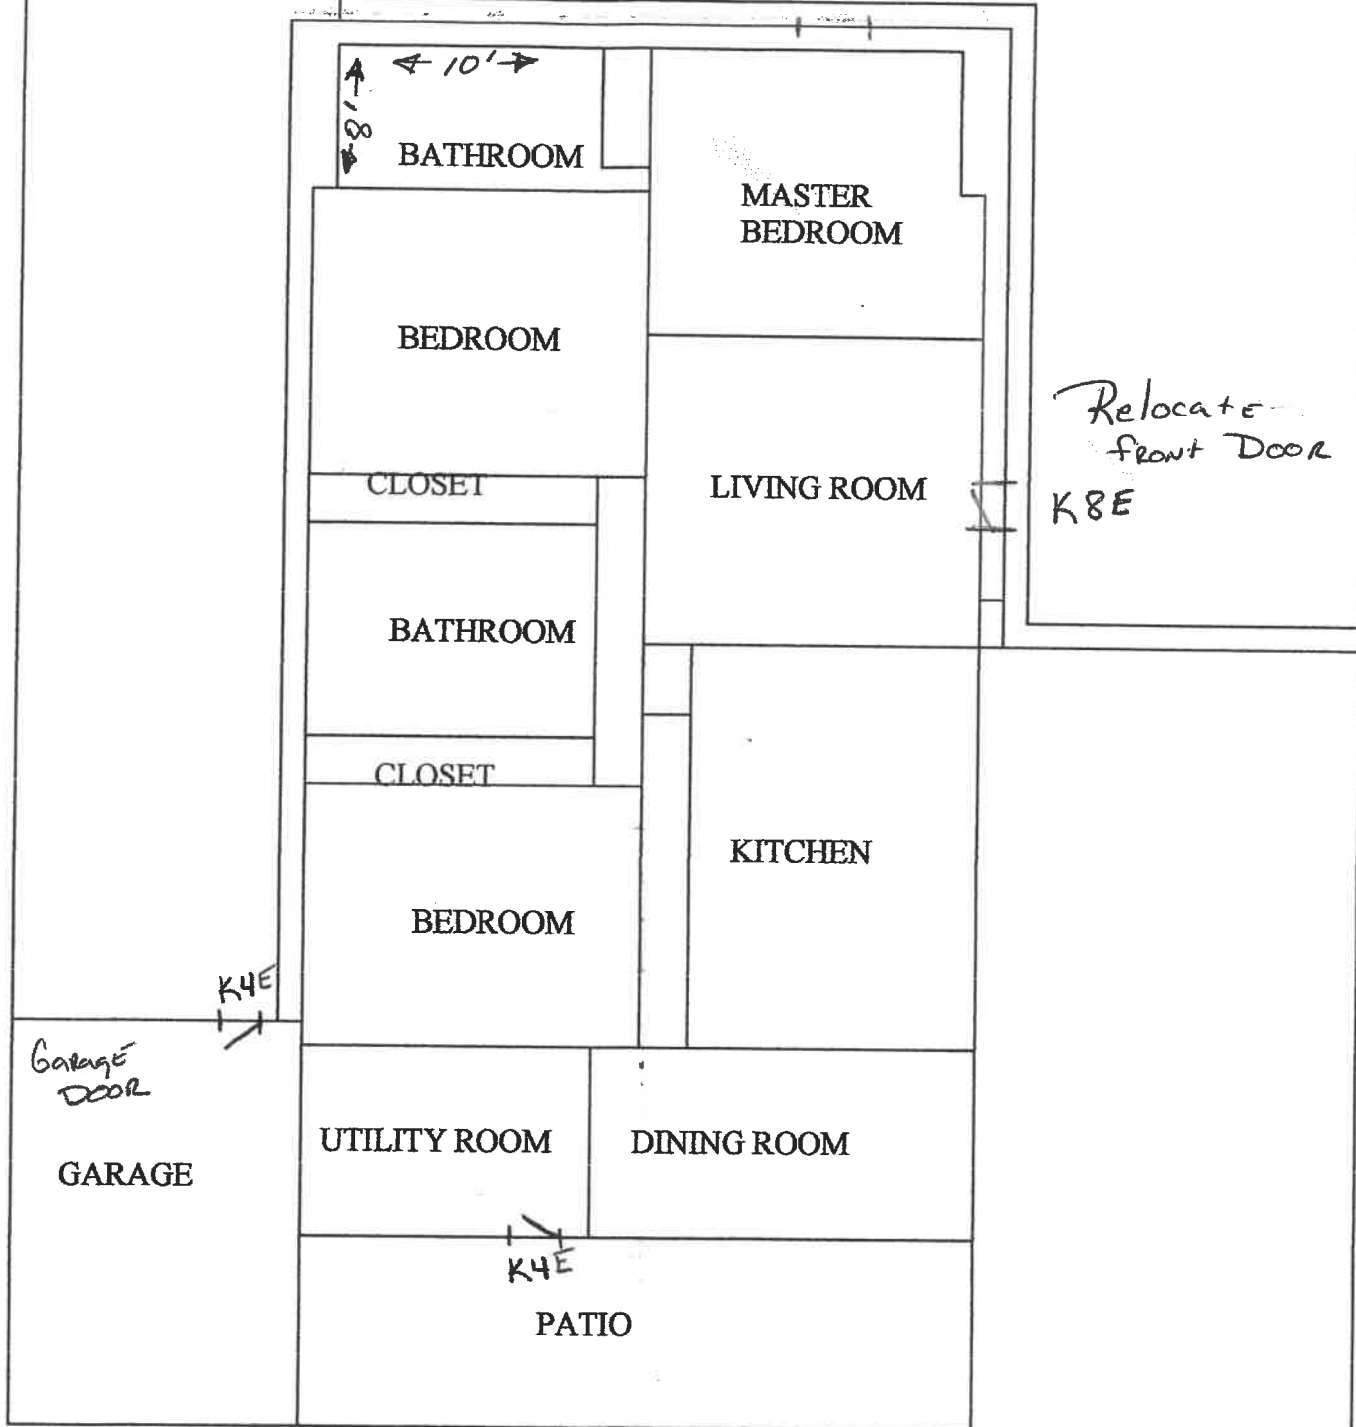 10'
8'
BATHROOM
MASTER
BEDROOM
BEDROOM
Relocate
front Door
CLOSET
LIVING ROOM
K8E
BATHROOM
CLOSET
KITCHEN
BEDROOM
K4E
Garage
DOOR
UTILITY ROOM
DINING ROOM
GARAGE
K4E
PATIO